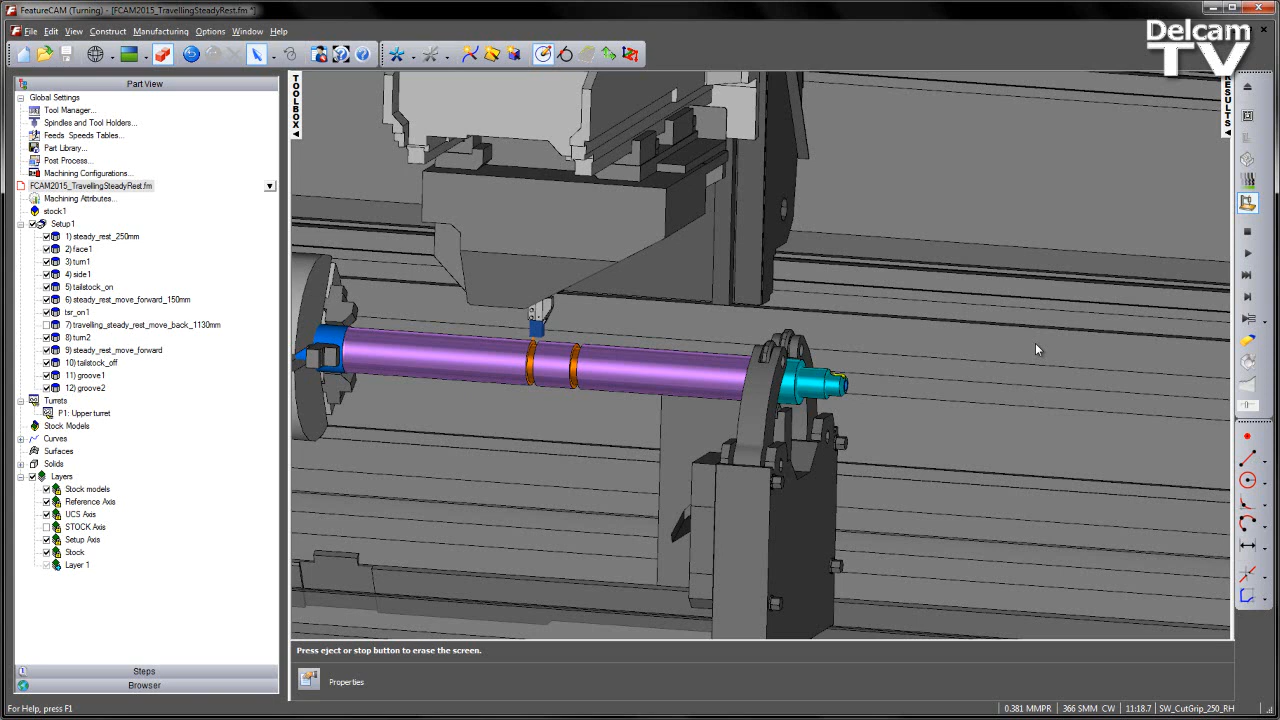 FeatureCAM (Turning) - [FCAM2015_TravellingSteadyRest.fm *]
File Edit View Construct Manufacturing Options Window Help
Delcam
TV
Part View
TOOLBOX
RESULTS
Global Settings
Tool Manager...
Spindles and Tool Holders...
Feeds Speeds Tables...
Part Library...
Post Process...
Machining Configurations...
FCAM2015_TravellingSteadyRest.fm
Machining Attributes...
stock1
Setup1
1) steady_rest_250mm
2) face1
3) turn1
4) side1
5) tailstock_on
6) steady_rest_move_forward_150mm
tsr_on1
7) travelling_steady_rest_move_back_1130mm
8) turn2
9) steady_rest_move_forward
10) tailstock_off
11) groove1
12) groove2
Turrets
P1: Upper turret
Stock Models
Curves
Surfaces
Solids
Layers
Stock models
Reference Axis
UCS Axis
STOCK Axis
Setup Axis
Stock
Layer 1
Press eject or stop button to erase the screen.
Properties
Steps
Browser
For Help, press F1
0.381 MMPR 366 SMM CW 11:18.7 SW_CutGrip_250_RH